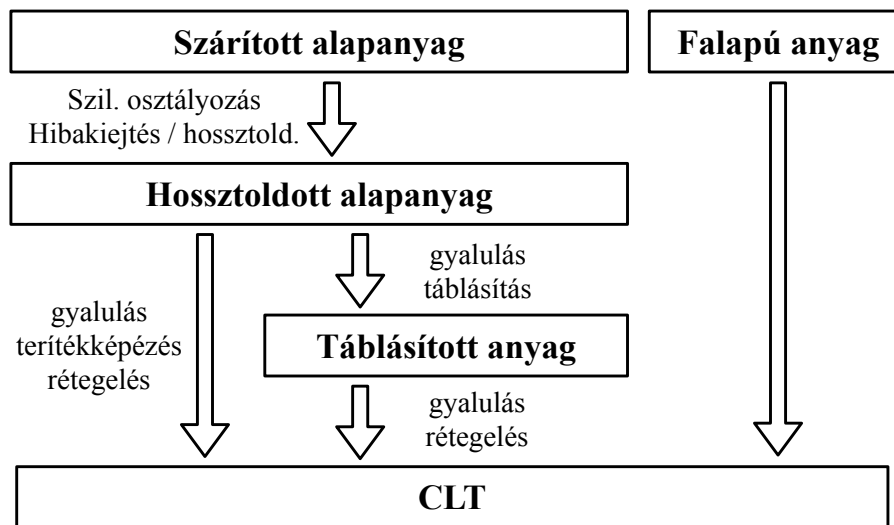 Szárított alapanyag
Falapú anyag
Szil. osztályozás
Hibakiejtés / hossztold.
Hossztoldott alapanyag
gyalulás
táblásítás
gyalulás
terítékképézés
rétegelés
Táblásított anyag
gyalulás
rétegelés
CLT